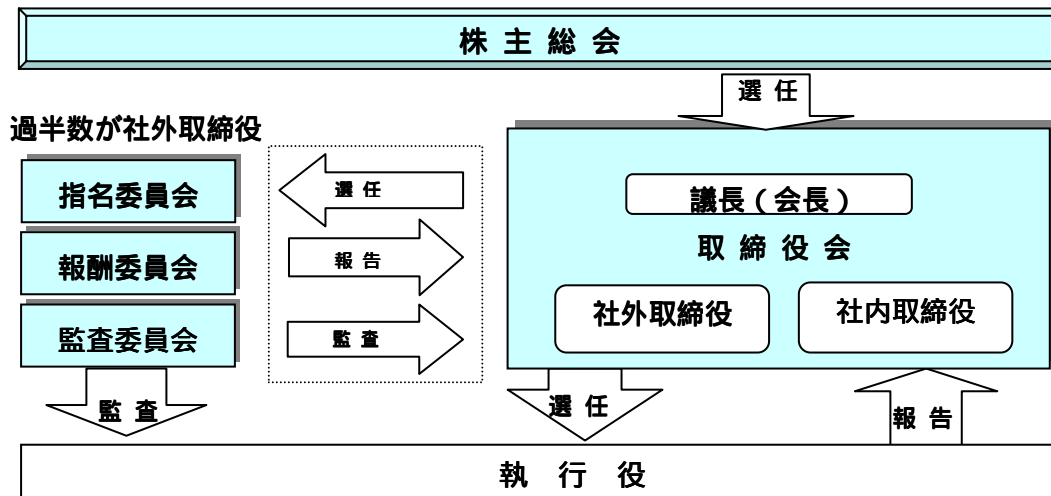 株 主 総 会
選 任
過半数が社外取締役
指名委員会
報酬委員会
監査委員会
選 任
報 告
監 査
議長（会長）
取 締 役 会
社外取締役
社内取締役
監 査
選 任
報 告
執 行 役